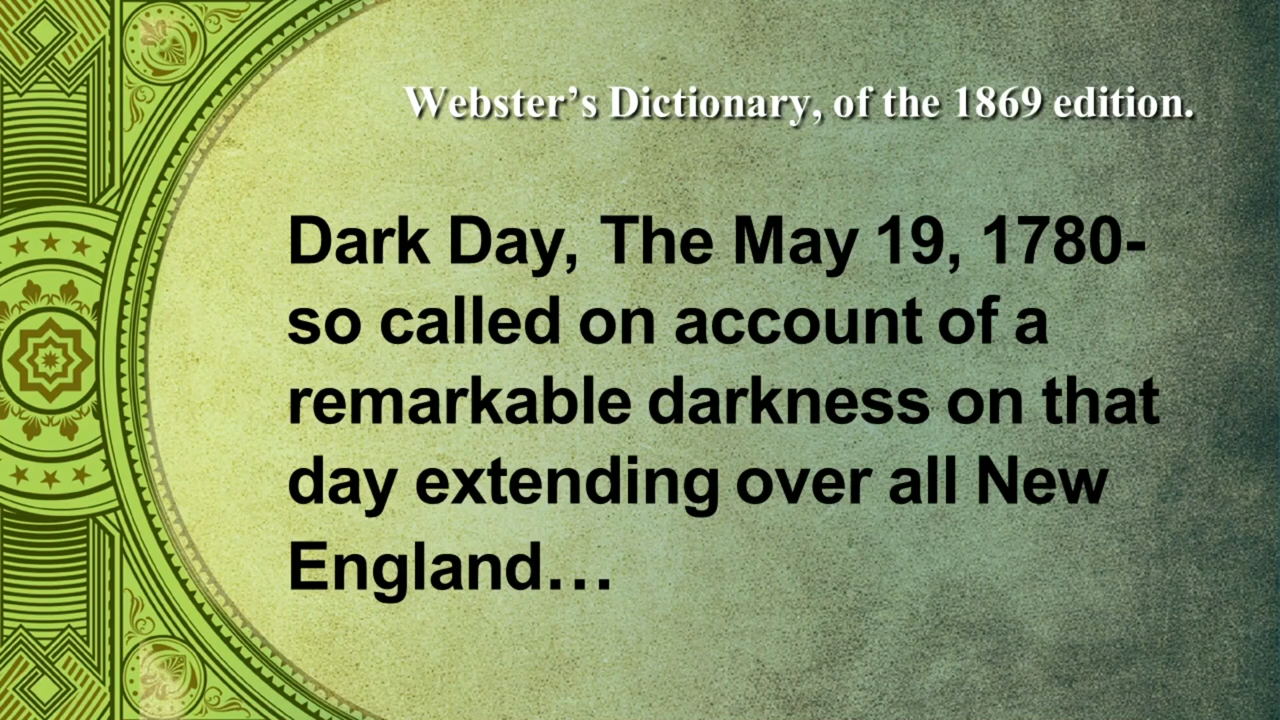 Webster’s Dictionary, of the 1869 edition.
Dark Day, The May 19, 1780-
so called on account of a
remarkable darkness on that
day extending over all New
England…